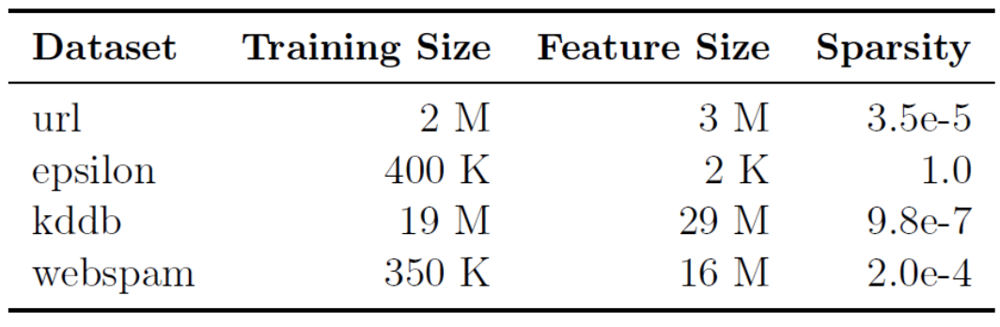 Dataset Training Size Feature Size Sparsity
url 2 M 3 M 3.5e-5
epsilon 400 K 2 K 1.0
kddb 19 M 29 M 9.8e-7
webspam 350 K 16 M 2.0e-4